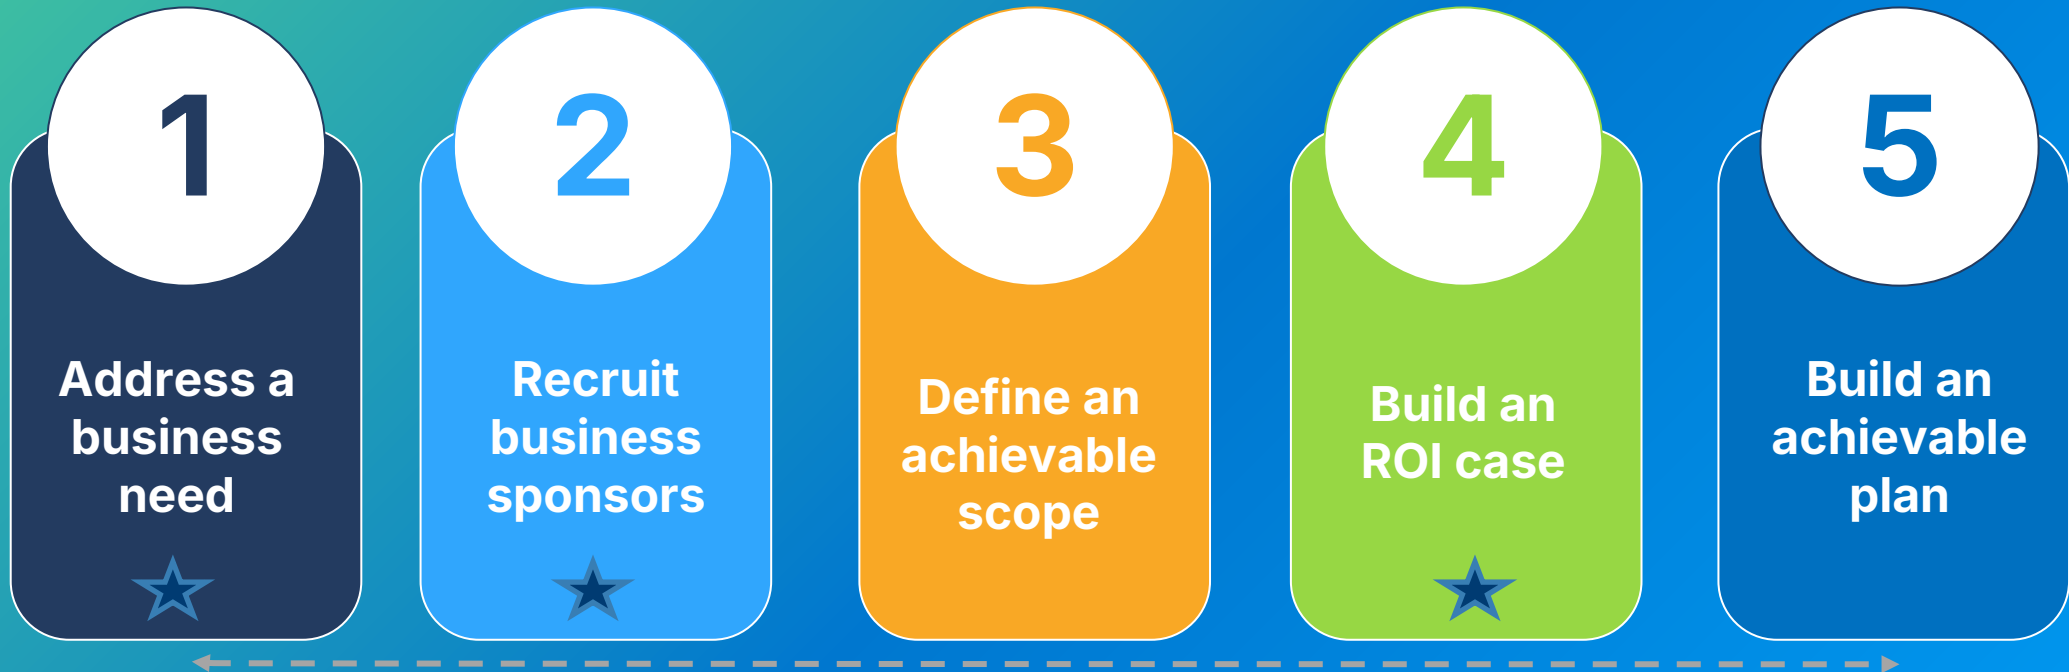 1
Address a
business
need
2
Recruit
business
sponsors
3
Define an
achievable
scope
4
Build an
ROI case
5
Build an
achievable
plan